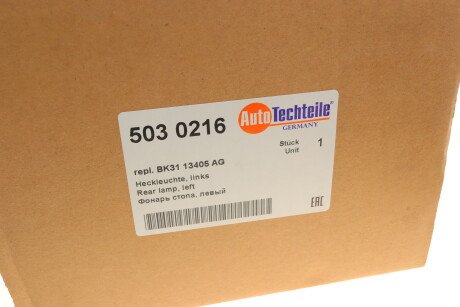 503 0216
AutoTechteile®
GERMANY
Stück
Unit 1
repl. BK31 13405 AG
Heckleuchte, links
Rear lamp, left
Фонарь стопа, левый
EAC